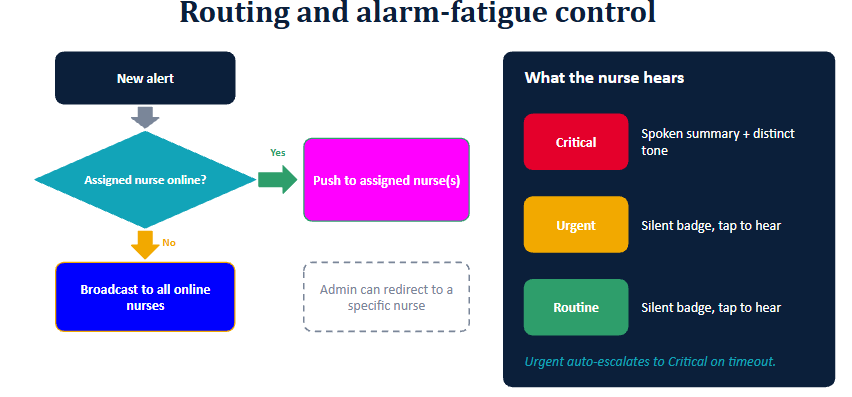 Routing and alarm-fatigue control
New alert
Assigned nurse online?
Yes
Push to assigned nurse(s)
No
Broadcast to all online
nurses
Admin can redirect to a
specific nurse
What the nurse hears
Critical
Spoken summary + distinct
tone
Urgent
Silent badge, tap to hear
Routine
Silent badge, tap to hear
Urgent auto-escalates to Critical on timeout.